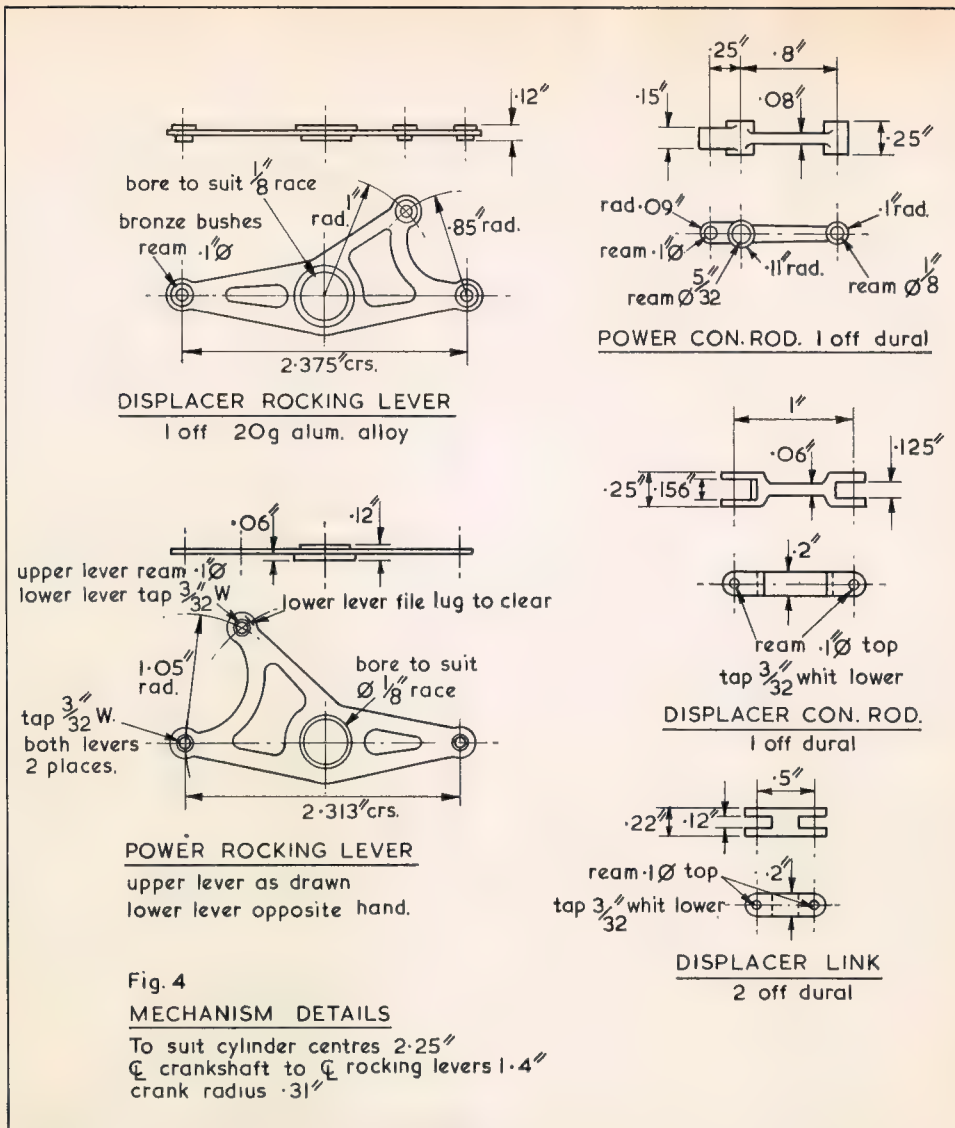 ·12″
bore to suit 1/8″ race
bronze bushes
ream ·1″Ø
1″
rad.
·85″ rad.
2·375″ crs.
DISPLACER ROCKING LEVER
1 off 20g alum. alloy
·25″
·8″
·15″
·08″
·25″
rad ·09″
ream ·1″Ø
ream Ø 5/32″
·11″ rad.
·1″ rad.
ream Ø 1/8″
POWER CON. ROD. 1 off dural
·06″
·12″
upper lever ream ·1″Ø
lower lever tap 3/32″ W
lower lever file lug to clear
1·05″
rad.
bore to suit
Ø 1/8″ race
tap 3/32″ W.
both levers
2 places.
2·313″ crs.
POWER ROCKING LEVER
upper lever as drawn
lower lever opposite hand.
1″
·125″
·06″
·25″
·156″
·2″
ream ·1″Ø top
tap 3/32″ whit lower
DISPLACER CON. ROD.
1 off dural
·5″
·22″
·12″
ream ·1Ø top
·2″
tap 3/32″ whit lower
DISPLACER LINK
2 off dural
Fig. 4
MECHANISM DETAILS
To suit cylinder centres 2·25″
℄ crankshaft to ℄ rocking levers 1·4″
crank radius ·31″